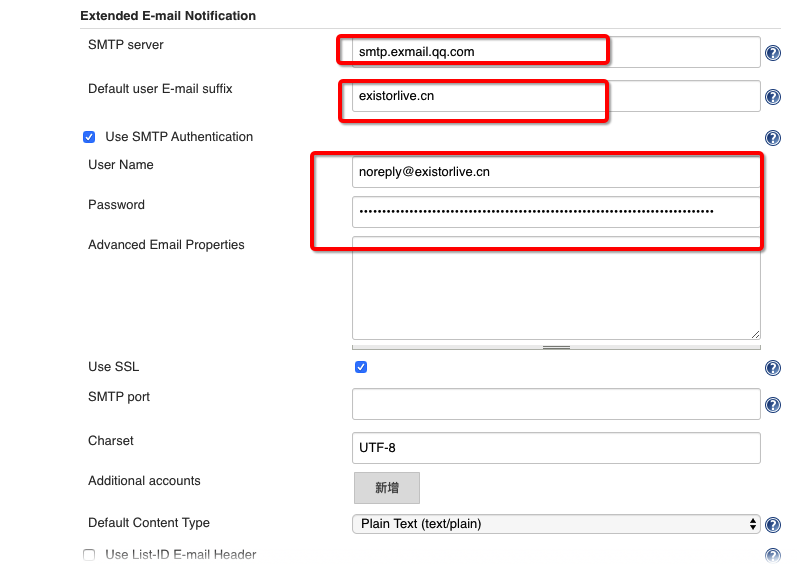 Extended E-mail Notification
SMTP server
smtp.exmail.qq.com
Default user E-mail suffix
existorlive.cn
Use SMTP Authentication
User Name
noreply@existorlive.cn
Password
Advanced Email Properties
Use SSL
SMTP port
Charset
UTF-8
Additional accounts
新增
Default Content Type
Plain Text (text/plain)
Use List-ID E-mail Header